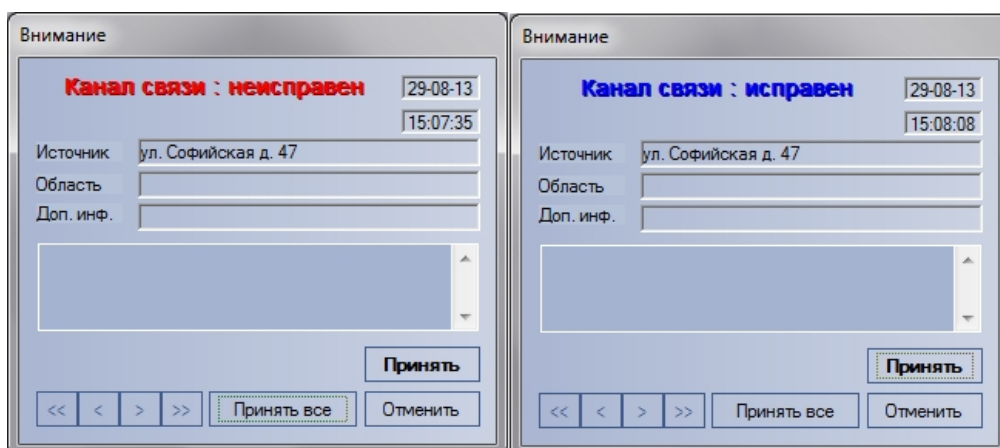 Внимание
Канал связи : неисправен
29-08-13
15:07:35
Источник
ул. Софийская д. 47
Область
Доп. инф.
Принять
<<
<
>
>>
Принять все
Отменить
Внимание
Канал связи : исправен
29-08-13
15:08:08
Источник
ул. Софийская д. 47
Область
Доп. инф.
Принять
<<
<
>
>>
Принять все
Отменить